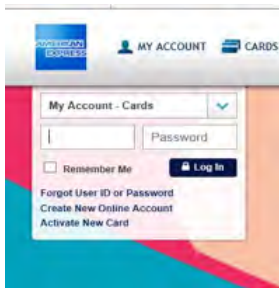 AMERICAN
EXPRESS
MY ACCOUNT
CARDS
My Account - Cards
Password
Remember Me
Log In
Forgot User ID or Password
Create New Online Account
Activate New Card